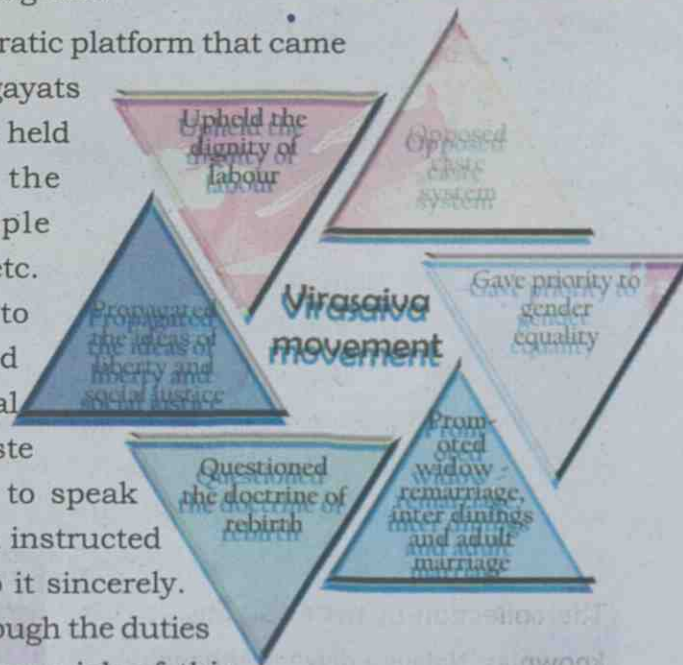 ratic platform that came
gayats
held
the
ple
etc.
to
d
al
ste
to speak
instructed
it sincerely.
ough the duties
Upheld the
dignity of
labour
Opposed
caste
system
Propagated
the ideas of
liberty and
social justice
Virasaiva
movement
Gave priority to
gender
equality
Questioned
the doctrine of
rebirth
Prom-
oted
widow -
remarriage,
inter dinings
and adult
marriage